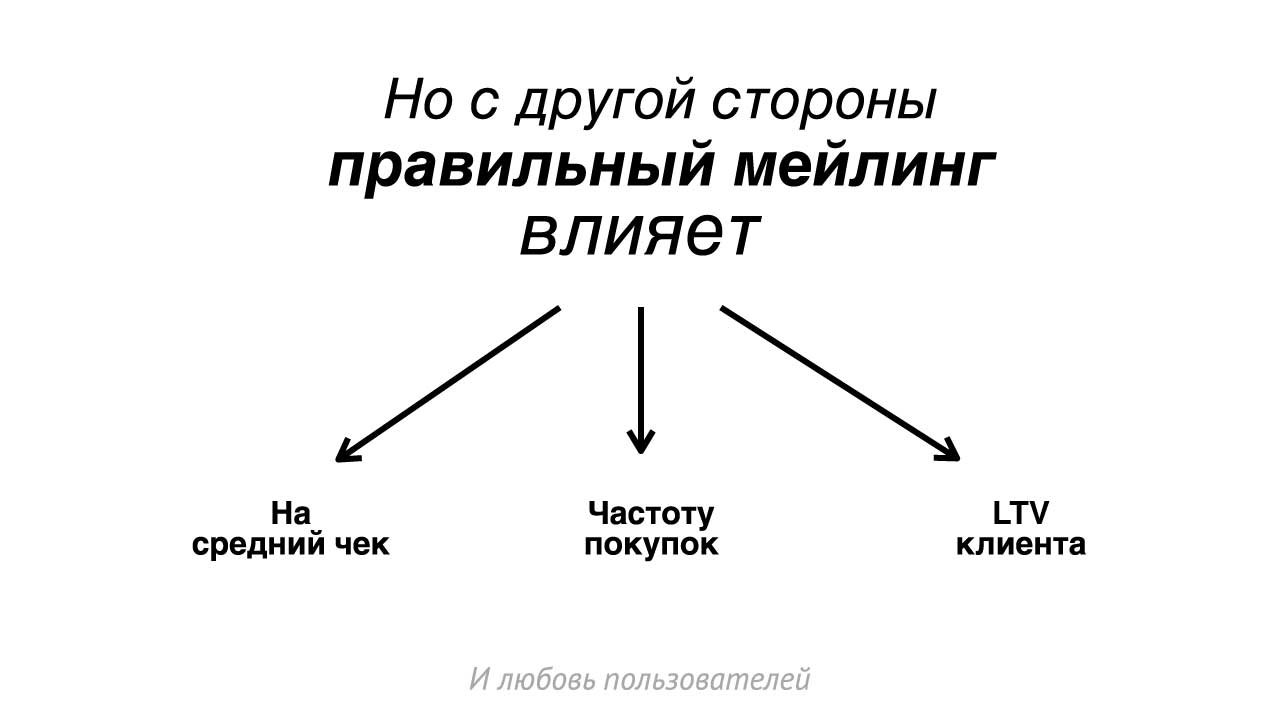 Но с другой стороны
правильный мейлинг
влияет
На
средний чек
Частоту
покупок
LTV
клиента
И любовь пользователей